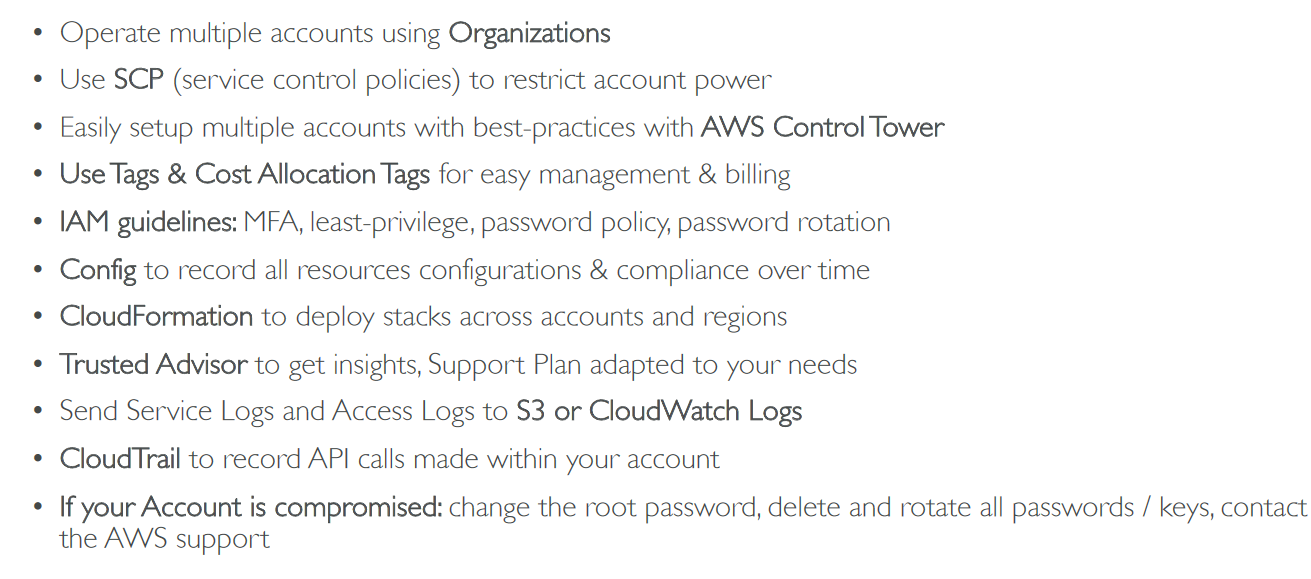 • Operate multiple accounts using Organizations
• Use SCP (service control policies) to restrict account power
• Easily setup multiple accounts with best-practices with AWS Control Tower
• Use Tags & Cost Allocation Tags for easy management & billing
• IAM guidelines: MFA, least-privilege, password policy, password rotation
• Config to record all resources configurations & compliance over time
• CloudFormation to deploy stacks across accounts and regions
• Trusted Advisor to get insights, Support Plan adapted to your needs
• Send Service Logs and Access Logs to S3 or CloudWatch Logs
• CloudTrail to record API calls made within your account
• If your Account is compromised: change the root password, delete and rotate all passwords / keys, contact
the AWS support